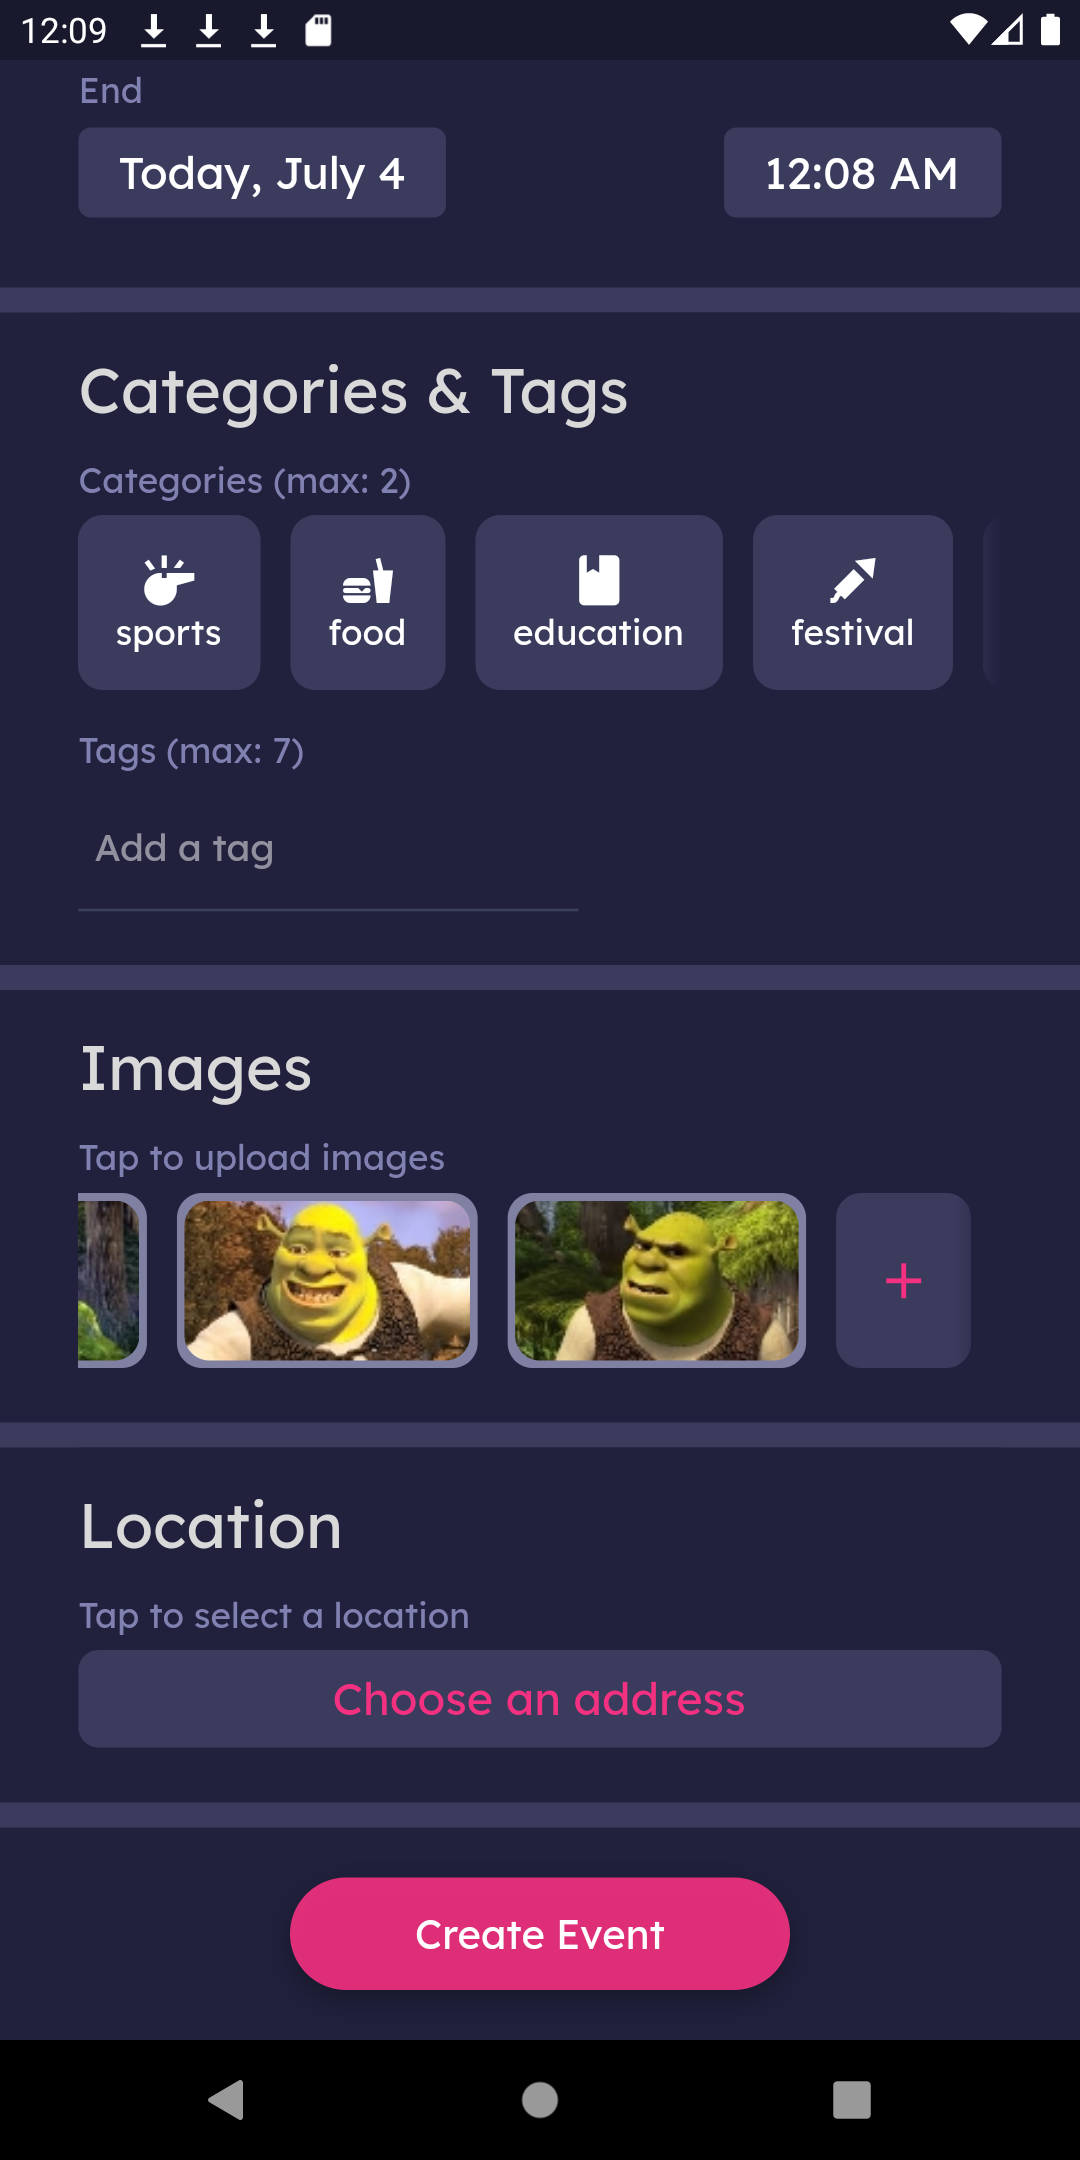 12:09
End
Today, July 4
12:08 AM
Categories & Tags
Categories (max: 2)
sports
food
education
festival
Tags (max: 7)
Add a tag
Images
Tap to upload images
+
Location
Tap to select a location
Choose an address
Create Event